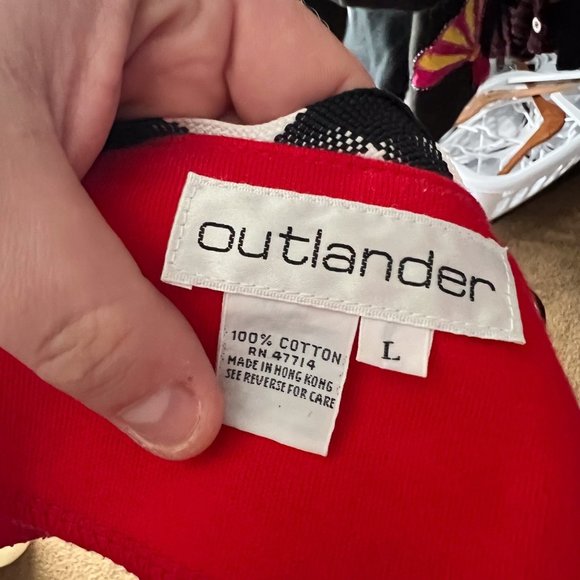 outlander
100% COTTON
RN 47714
MADE IN HONG KONG
SEE REVERSE FOR CARE
L